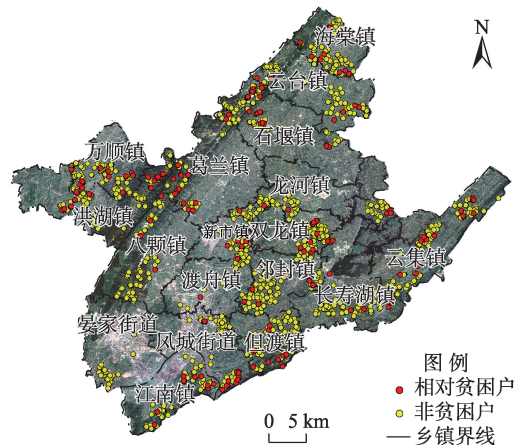 N
海棠镇
云台镇
石堰镇
万顺镇
葛兰镇
龙河镇
洪湖镇
新市镇
双龙镇
八颗镇
云集镇
渡舟镇
邻封镇
长寿湖镇
晏家街道
风城街道
但渡镇
江南镇
图 例
相对贫困户
非贫困户
乡镇界线
0 5 km